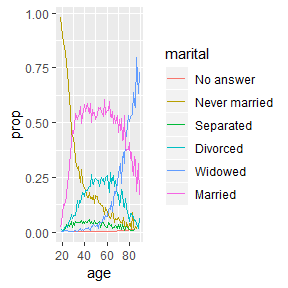 1.00
0.75
0.50
0.25
0.00
prop
20 40 60 80
age
marital
No answer
Never married
Separated
Divorced
Widowed
Married